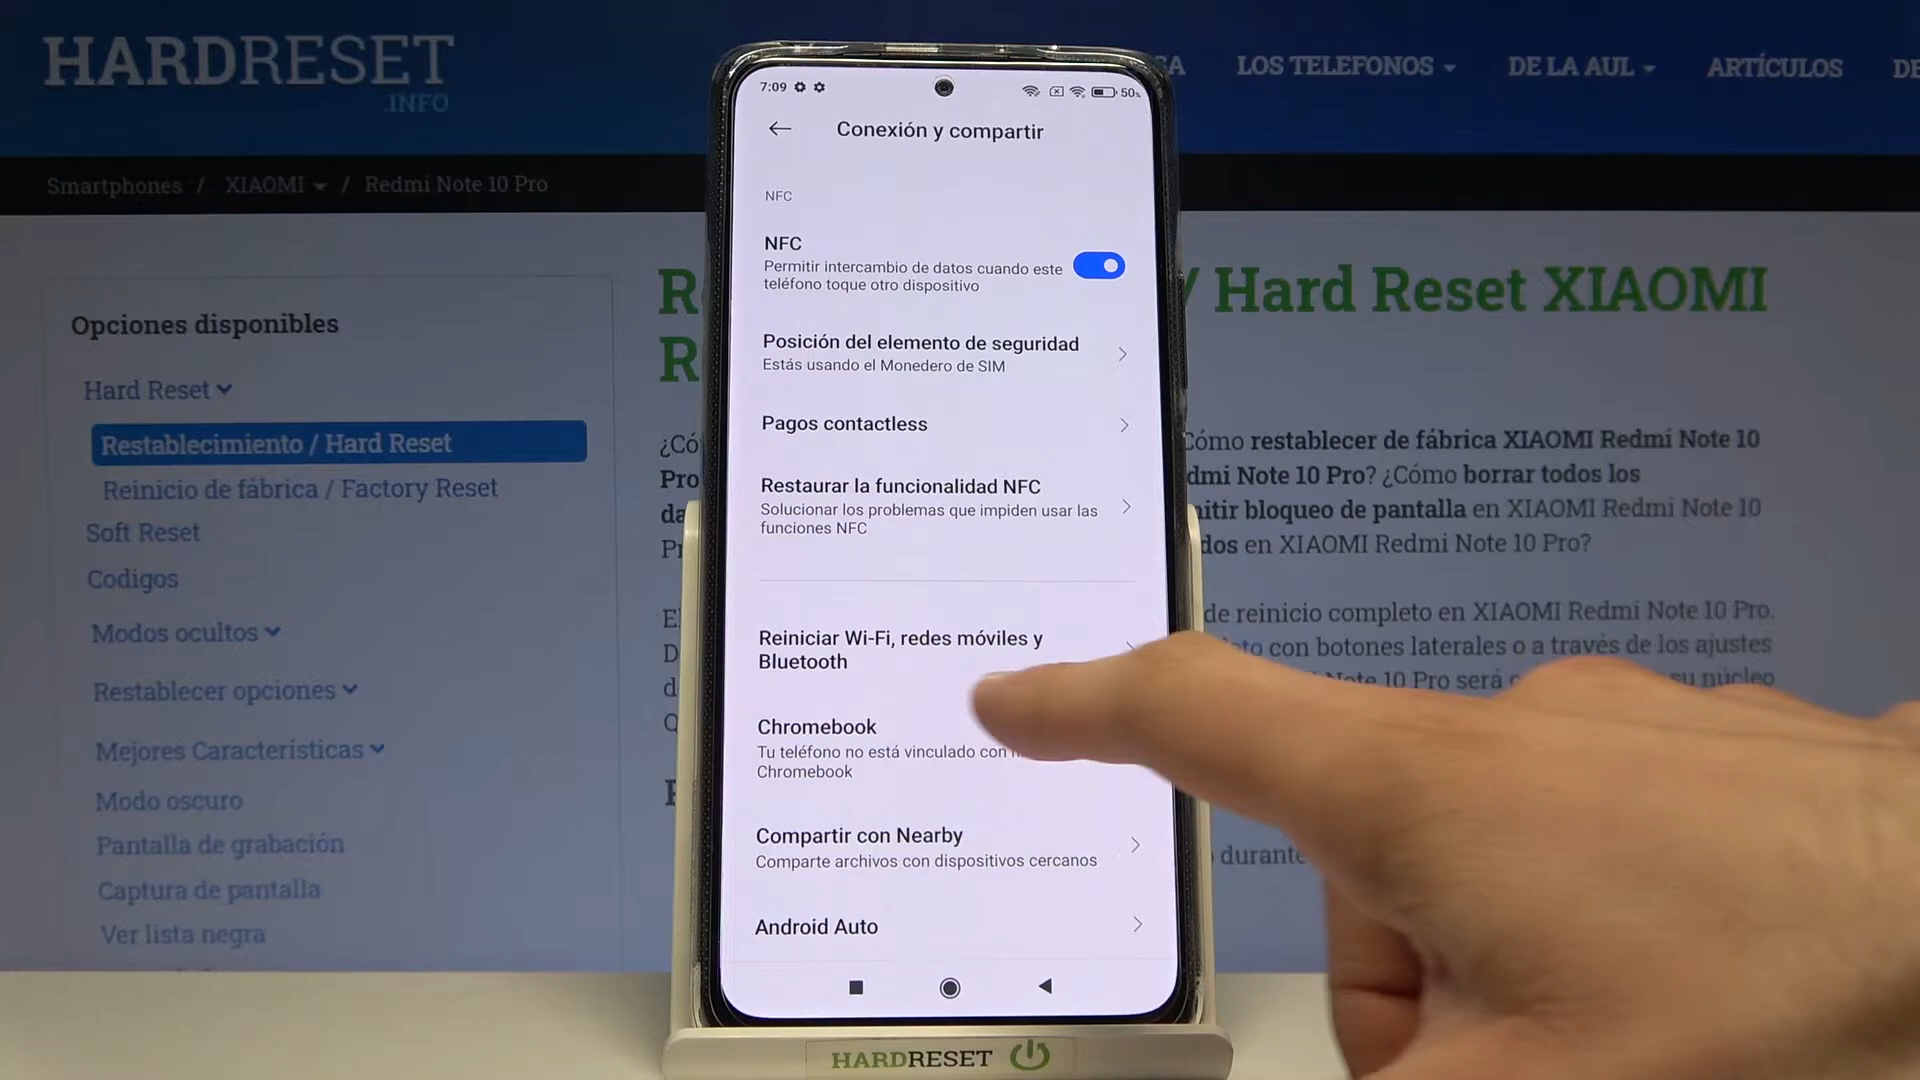 HARDRESET
.INFO
LOS TELEFONOS
DE LA AUL
ARTÍCULOS
Smartphones / XIAOMI / Redmi Note 10 Pro
Opciones disponibles
Hard Reset
Restablecimiento / Hard Reset
Reinicio de fábrica / Factory Reset
Soft Reset
Codigos
Modos ocultos
Restablecer opciones
Mejores Características
Modo oscuro
Pantalla de grabación
Captura de pantalla
Ver lista negra
7:09
50%
Conexión y compartir
NFC
NFC
Permitir intercambio de datos cuando este
teléfono toque otro dispositivo
Posición del elemento de seguridad
Estás usando el Monedero de SIM
Pagos contactless
Restaurar la funcionalidad NFC
Solucionar los problemas que impiden usar las
funciones NFC
Reiniciar Wi-Fi, redes móviles y
Bluetooth
Chromebook
Tu teléfono no está vinculado con
Chromebook
Compartir con Nearby
Comparte archivos con dispositivos cercanos
Android Auto
/ Hard Reset XIAOMI
Cómo restablecer de fábrica XIAOMI Redmi Note 10
Pro? ¿Cómo borrar todos los
bloqueo de pantalla en XIAOMI Redmi Note 10
en XIAOMI Redmi Note 10 Pro?
de reinicio completo en XIAOMI Redmi Note 10 Pro.
con botones laterales o a través de los ajustes
10 Pro será su núcleo
durante
HARDRESET